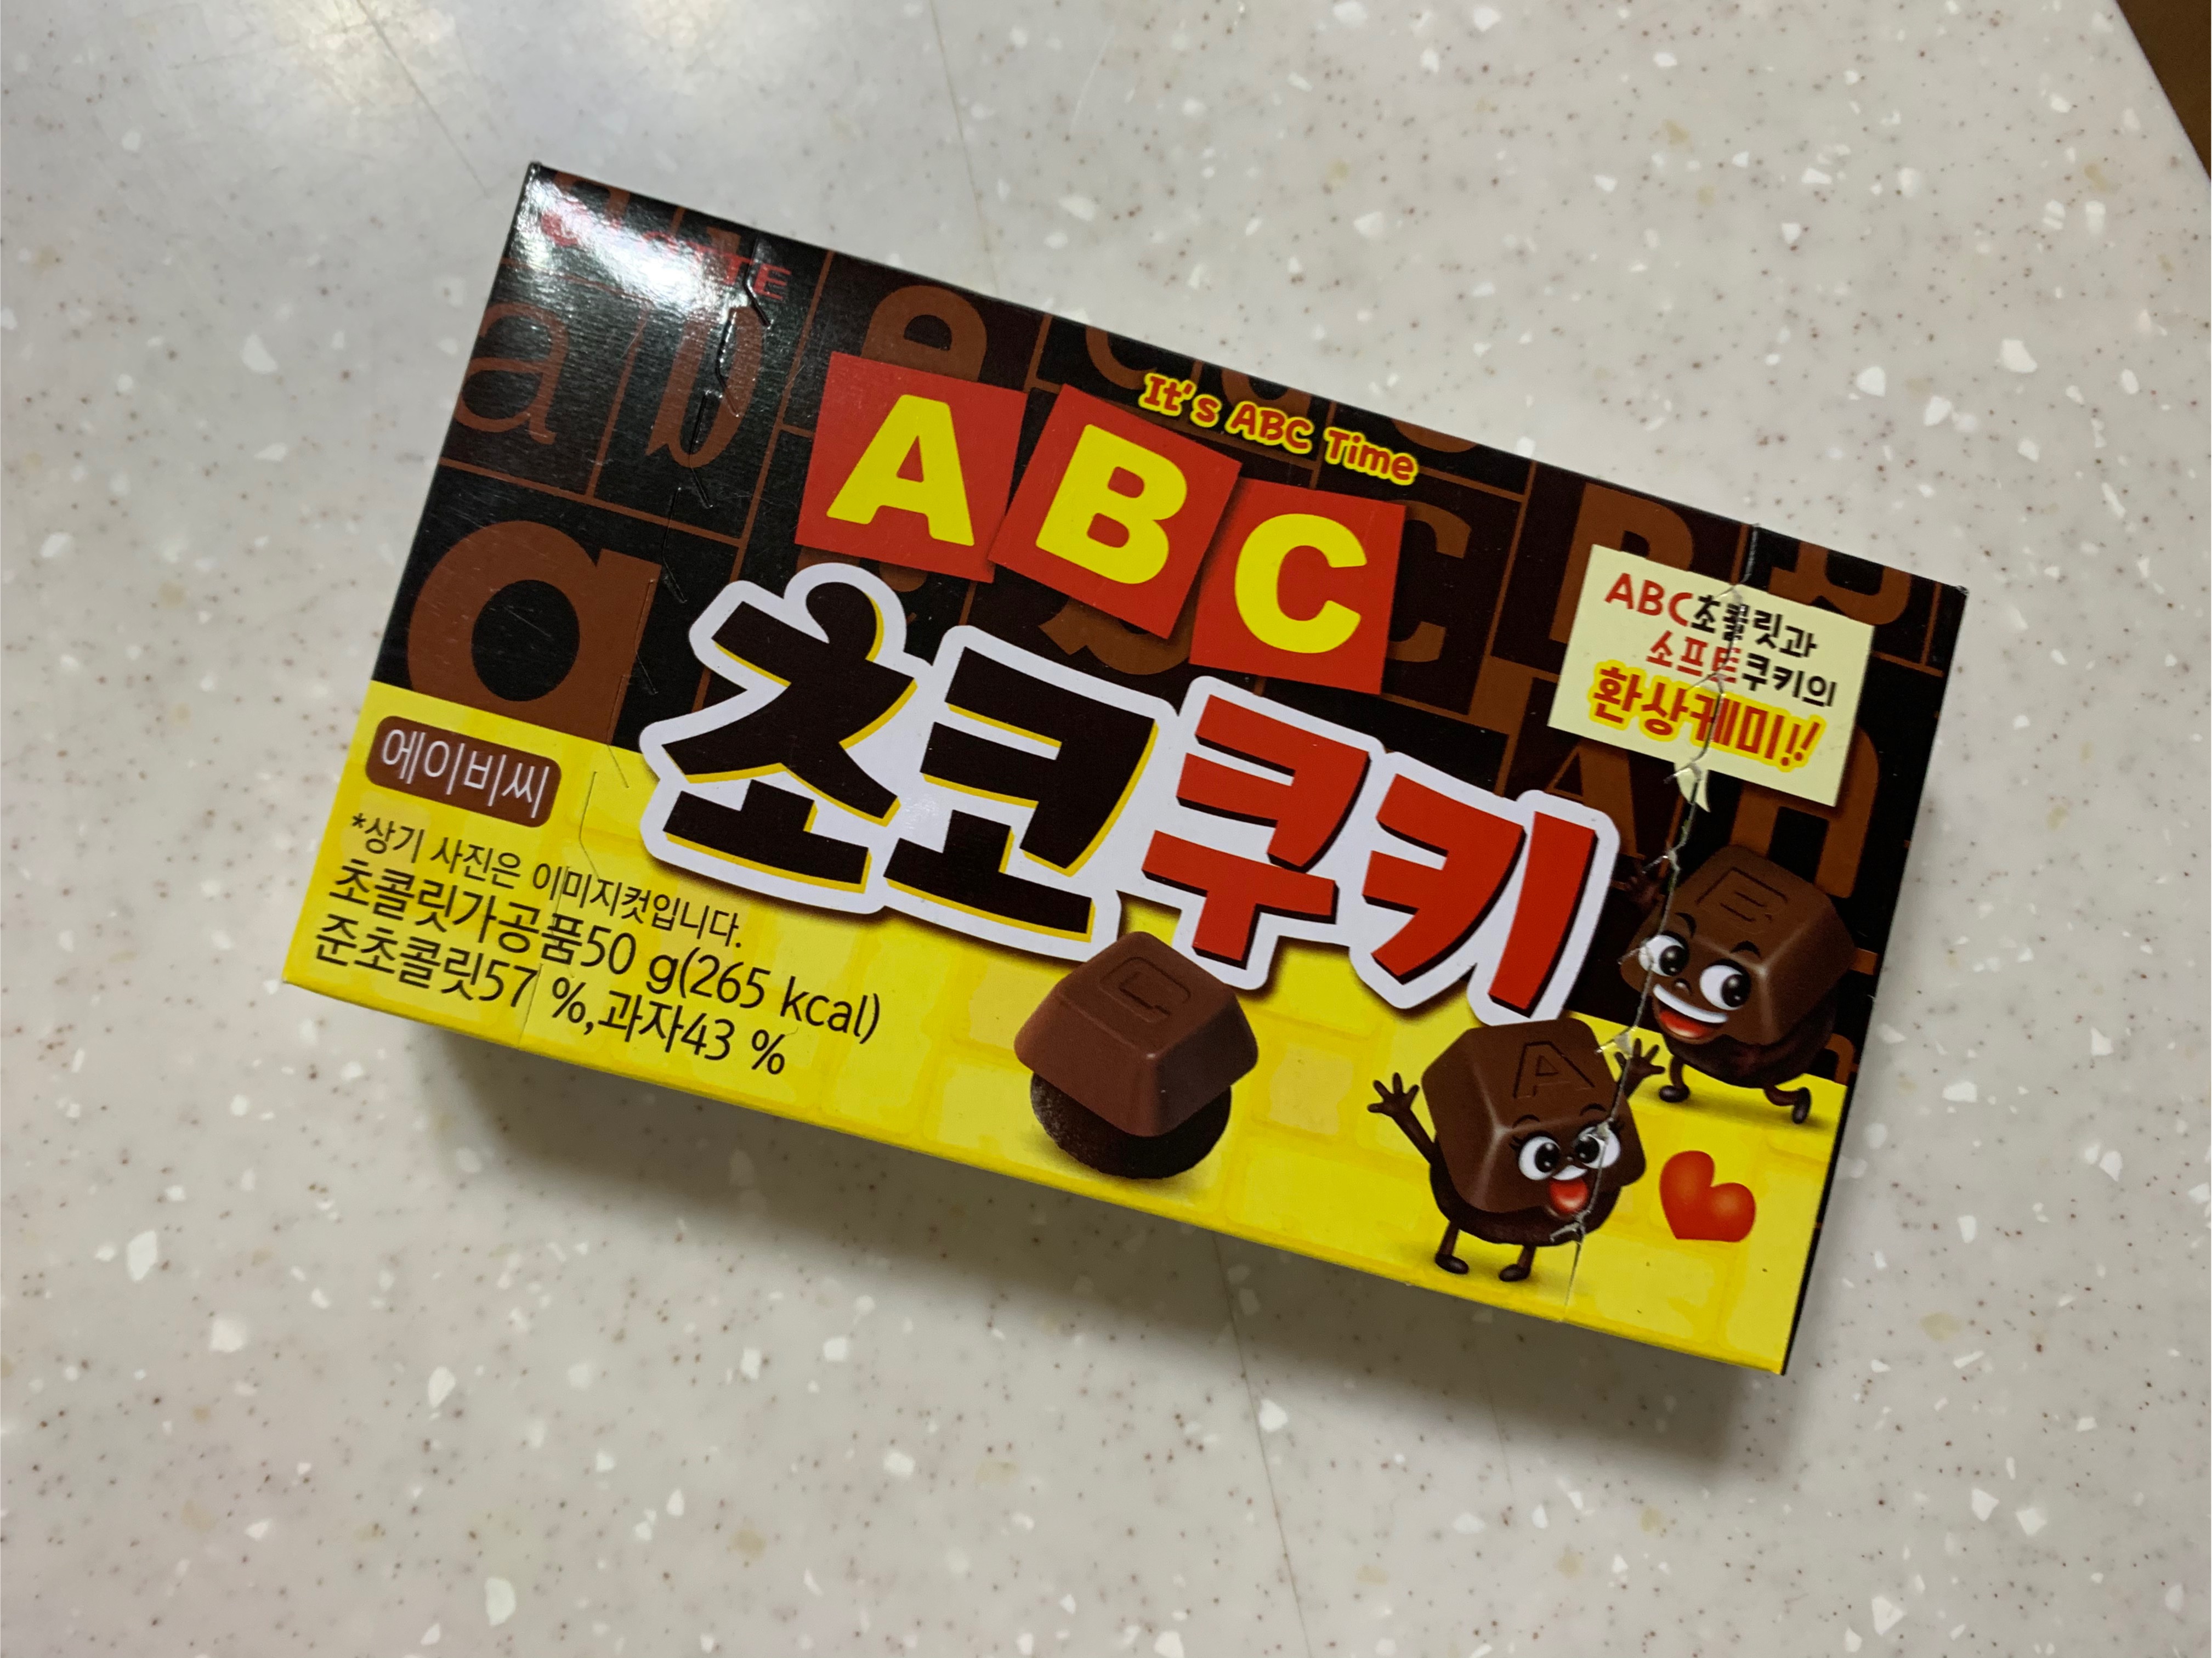 LOTTE
It's ABC Time
ABC
초코쿠키
ABC초콜릿과
소프트쿠키의
환상케미!!
에이비씨
*상기 사진은 이미지컷입니다.
초콜릿가공품50 g(265 kcal)
준초콜릿57 %,과자43 %
C
B
A